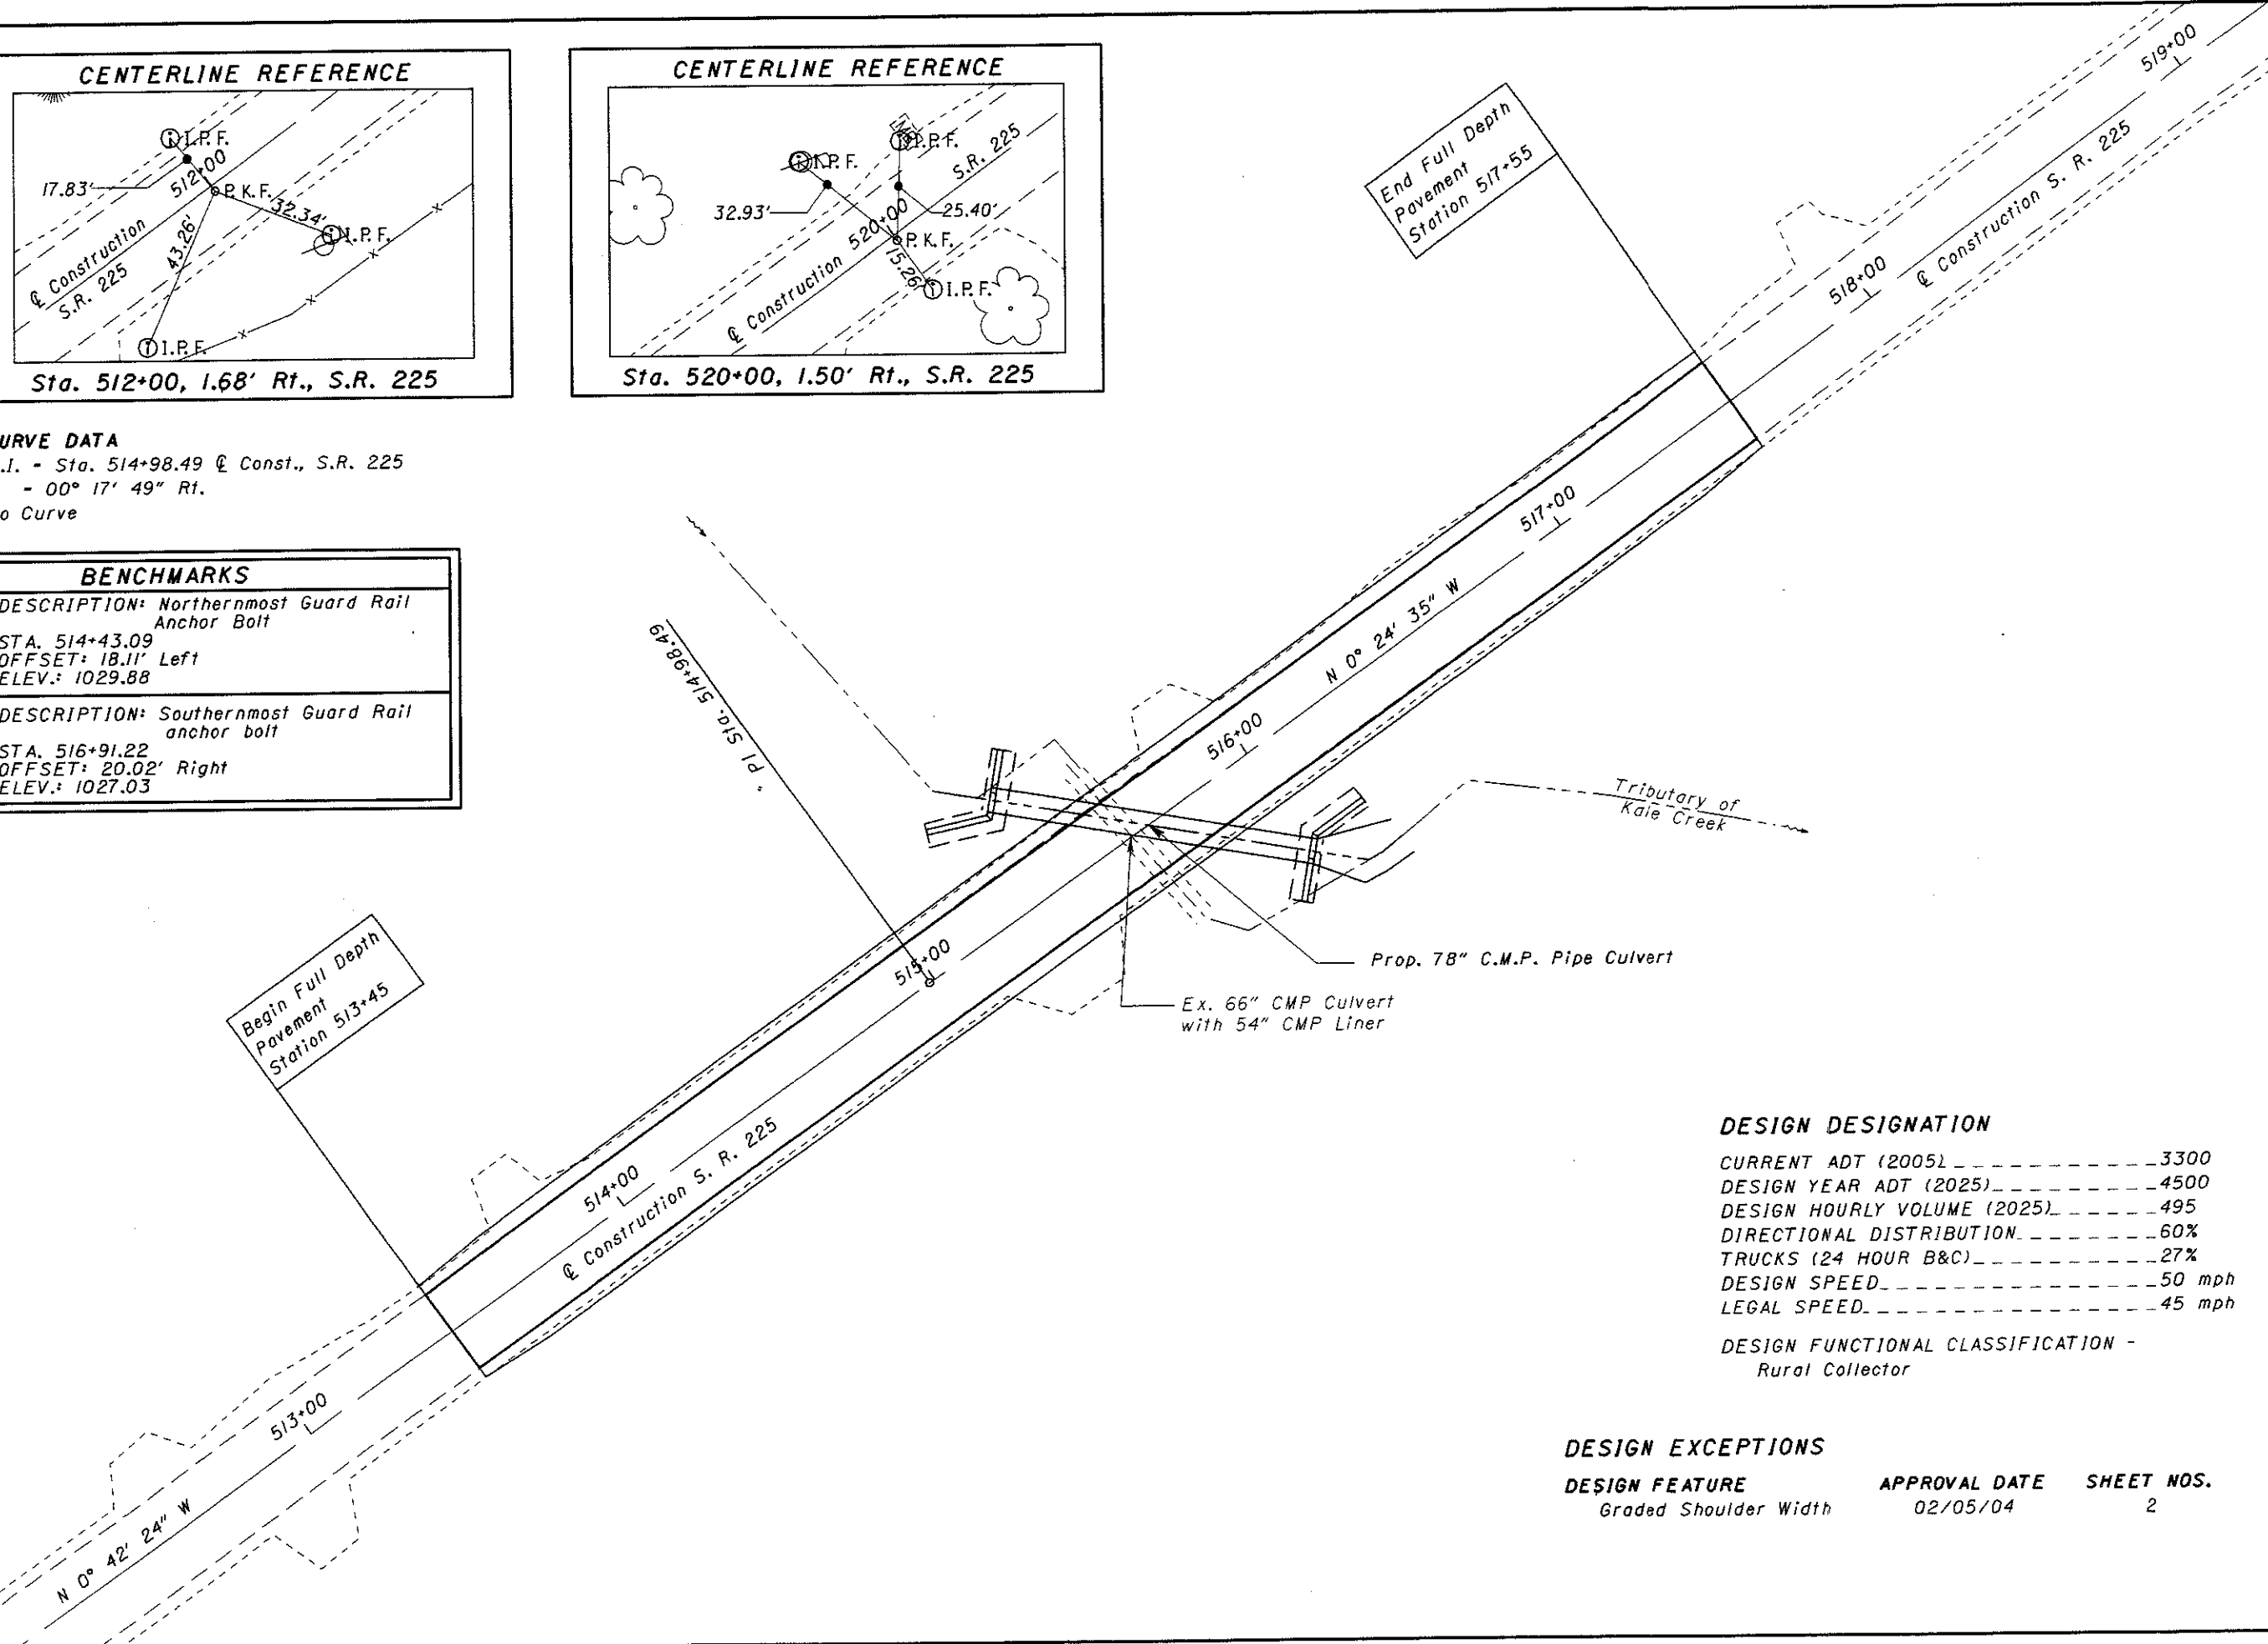 CENTERLINE REFERENCE
I.P.F.
17.83'
512+00
P.K.F.
32.34'
I.P.F.
43.26'
℄ Construction
S.R. 225
I.P.F.
Sta. 512+00, 1.68' Rt., S.R. 225
CENTERLINE REFERENCE
I.P.F.
I.P.F.
S.R. 225
32.93'
25.40'
520+00
P.K.F.
15.26'
℄ Construction
I.P.F.
Sta. 520+00, 1.50' Rt., S.R. 225
URVE DATA
.I. - Sta. 514+98.49 ℄ Const., S.R. 225
- 00° 17' 49" Rt.
o Curve
BENCHMARKS
DESCRIPTION: Northernmost Guard Rail
Anchor Bolt
STA. 514+43.09
OFFSET: 18.11' Left
ELEV.: 1029.88
DESCRIPTION: Southernmost Guard Rail
anchor bolt
STA. 516+91.22
OFFSET: 20.02' Right
ELEV.: 1027.03
End Full Depth
Pavement
Station 517+55
519+00
℄ Construction S. R. 225
518+00
517+00
N 0° 24' 35" W
516+00
PI Sta. 514+98.49
Tributary of
Kale Creek
515+00
Prop. 78" C.M.P. Pipe Culvert
Ex. 66" CMP Culvert
with 54" CMP Liner
Begin Full Depth
Pavement
Station 513+45
514+00
℄ Construction S. R. 225
513+00
N 0° 42' 24" W
DESIGN DESIGNATION
CURRENT ADT (2005) 3300
DESIGN YEAR ADT (2025) 4500
DESIGN HOURLY VOLUME (2025) 495
DIRECTIONAL DISTRIBUTION 60%
TRUCKS (24 HOUR B&C) 27%
DESIGN SPEED 50 mph
LEGAL SPEED 45 mph
DESIGN FUNCTIONAL CLASSIFICATION -
Rural Collector
DESIGN EXCEPTIONS
DESIGN FEATURE APPROVAL DATE SHEET NOS.
Graded Shoulder Width 02/05/04 2